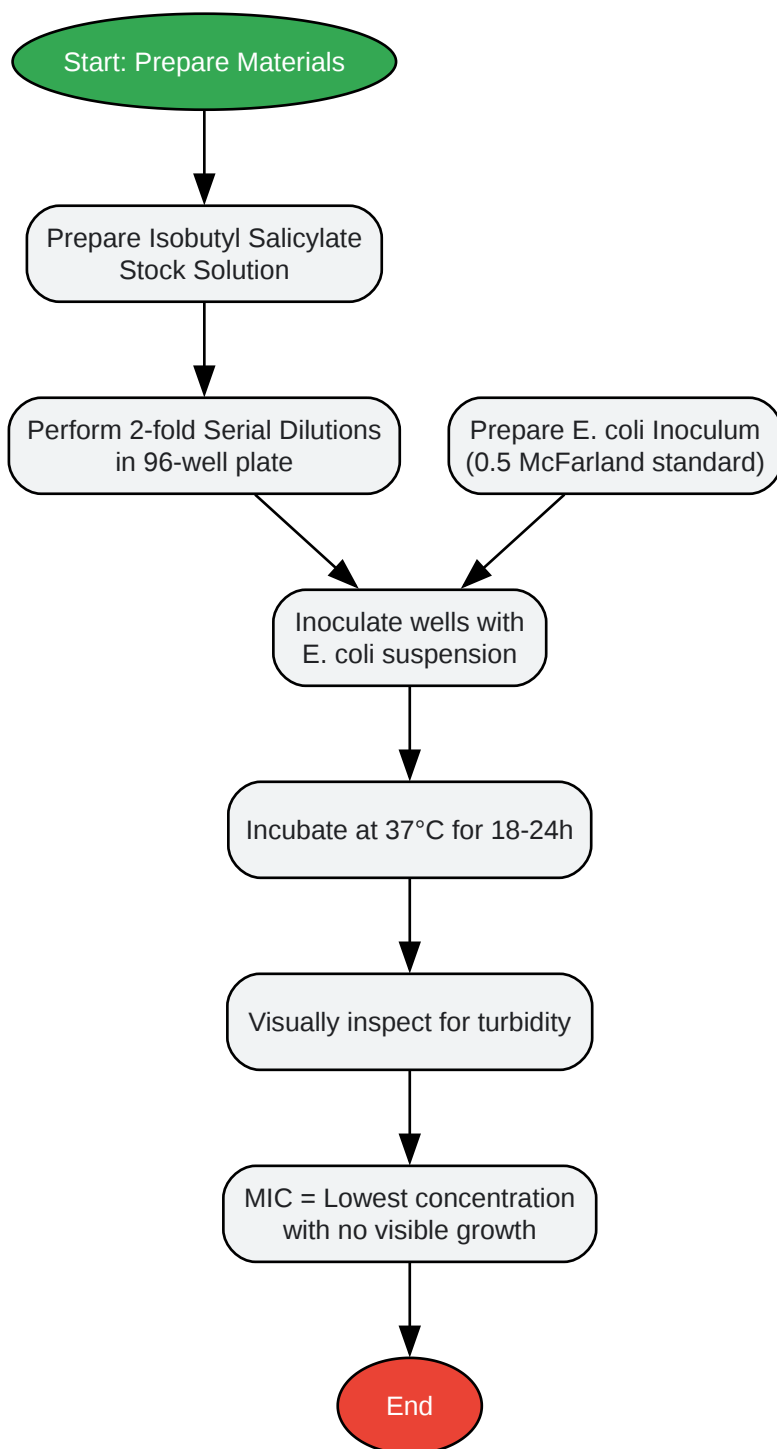 Start: Prepare Materials
Prepare Isobutyl Salicylate
Stock Solution
Perform 2-fold Serial Dilutions
in 96-well plate
Prepare E. coli Inoculum
(0.5 McFarland standard)
Inoculate wells with
E. coli suspension
Incubate at 37°C for 18-24h
Visually inspect for turbidity
MIC = Lowest concentration
with no visible growth
End